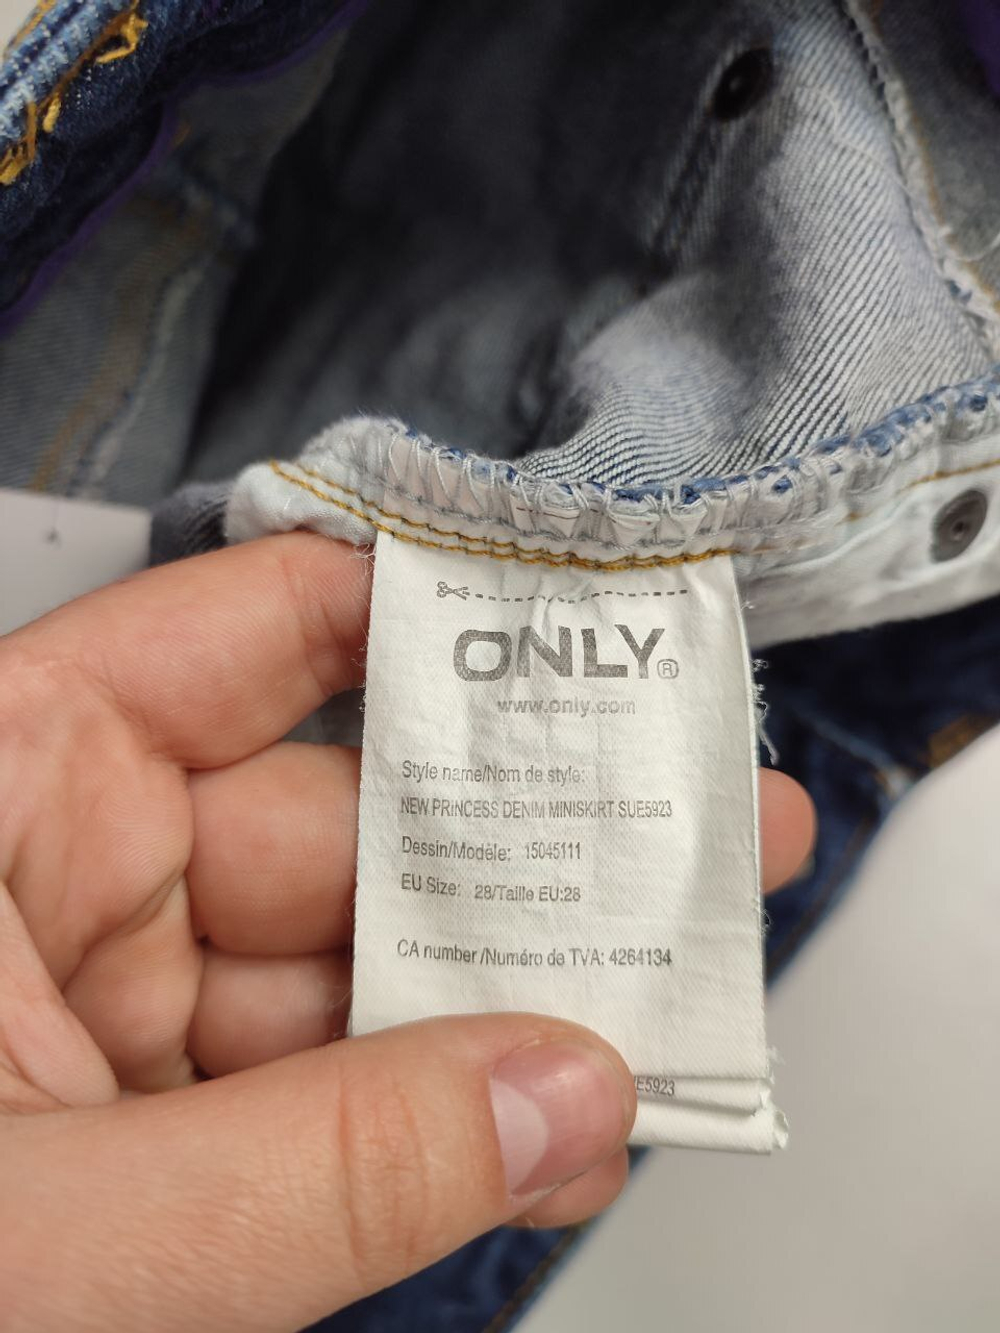 ONLY®
www.only.com
Style name/Nom de style:
NEW PRINCESS DENIM MINISKIRT SUE5923
Dessin/Modèle: 15045111
EU Size: 28/Taille EU:28
CA number/Numéro de TVA: 4264134
E5923